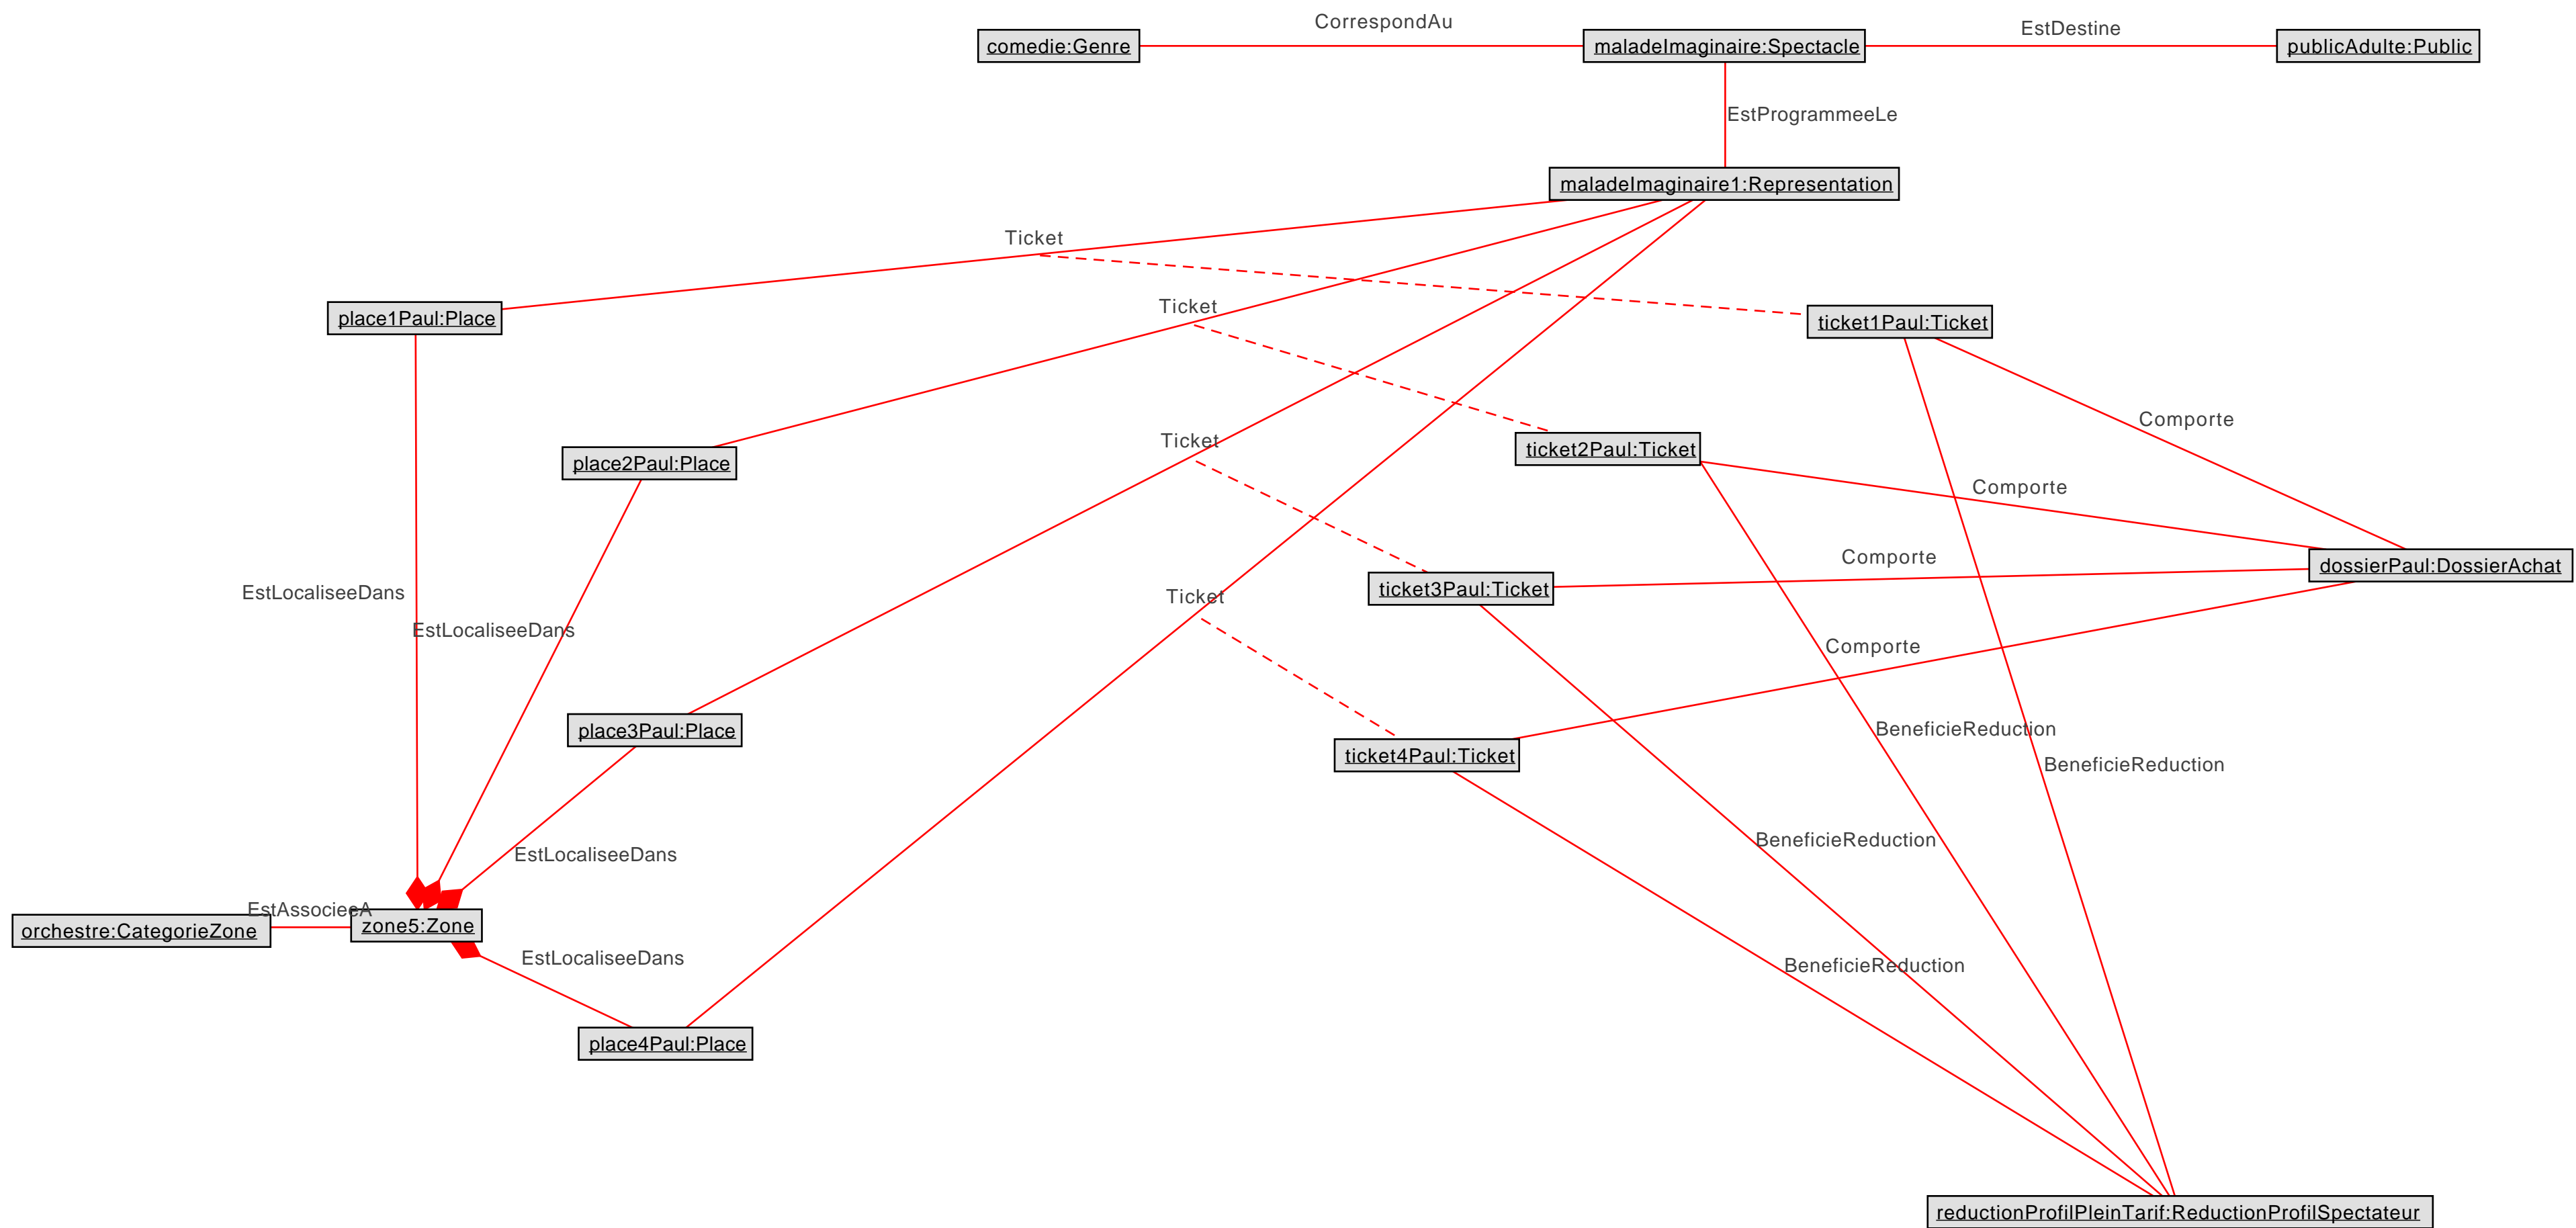 CorrespondAu
EstDestine
comedie:Genre
maladeImaginaire:Spectacle
publicAdulte:Public
EstProgrammeeLe
maladeImaginaire1:Representation
Ticket
place1Paul:Place
Ticket
ticket1Paul:Ticket
Comporte
Ticket
ticket2Paul:Ticket
place2Paul:Place
Comporte
Comporte
dossierPaul:DossierAchat
EstLocaliseeDans
ticket3Paul:Ticket
Ticket
EstLocaliseeDans
Comporte
place3Paul:Place
BeneficieReduction
ticket4Paul:Ticket
BeneficieReduction
BeneficieReduction
EstLocaliseeDans
EstAssocieeA
zone5:Zone
orchestre:CategorieZone
EstLocaliseeDans
BeneficieReduction
place4Paul:Place
reductionProfilPleinTarif:ReductionProfilSpectateur